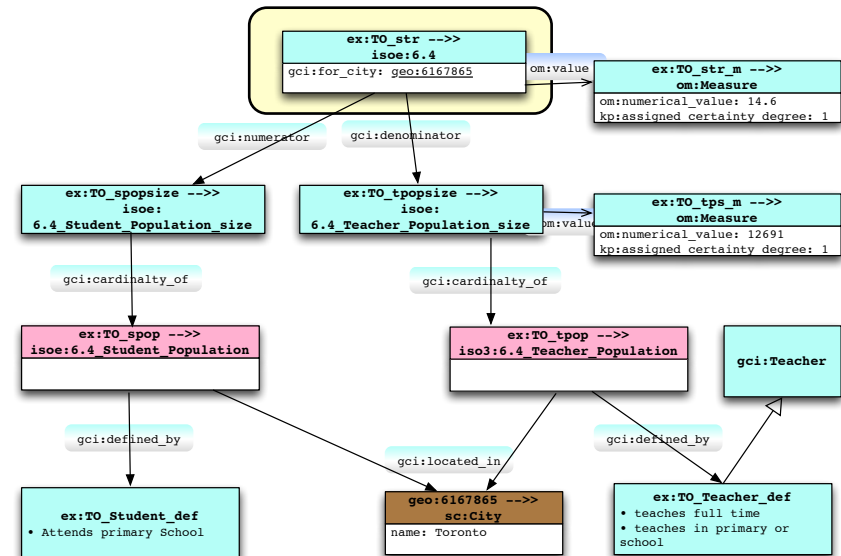 ex:TO_str -->>
isoe:6.4
gci:for_city: geo:6167865
om:value
ex:TO_str_m -->>
om:Measure
om:numerical_value: 14.6
kp:assigned certainty degree: 1
gci:numerator
gci:denominator
ex:TO_spopsize -->>
isoe:
6.4_Student_Population_size
ex:TO_tpopsize -->>
isoe:
6.4_Teacher_Population_size
om:value
ex:TO_tps_m -->>
om:Measure
om:numerical_value: 12691
kp:assigned certainty degree: 1
gci:cardinalty_of
gci:cardinalty_of
ex:TO_spop -->>
isoe:6.4_Student_Population
ex:TO_tpop -->>
iso3:6.4_Teacher_Population
gci:Teacher
gci:defined_by
gci:located_in
gci:defined_by
ex:TO_Student_def
• Attends primary School
geo:6167865 -->>
sc:City
name: Toronto
ex:TO_Teacher_def
• teaches full time
• teaches in primary or
school